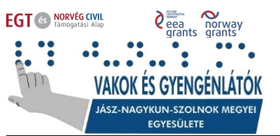 EGT és NORVÉG CIVIL
Támogatási Alap
eea grants
norway grants
VAKOK ÉS GYENGÉNLÁTÓK
JÁSZ-NAGYKUN-SZOLNOK MEGYEI
EGYESÜLETE